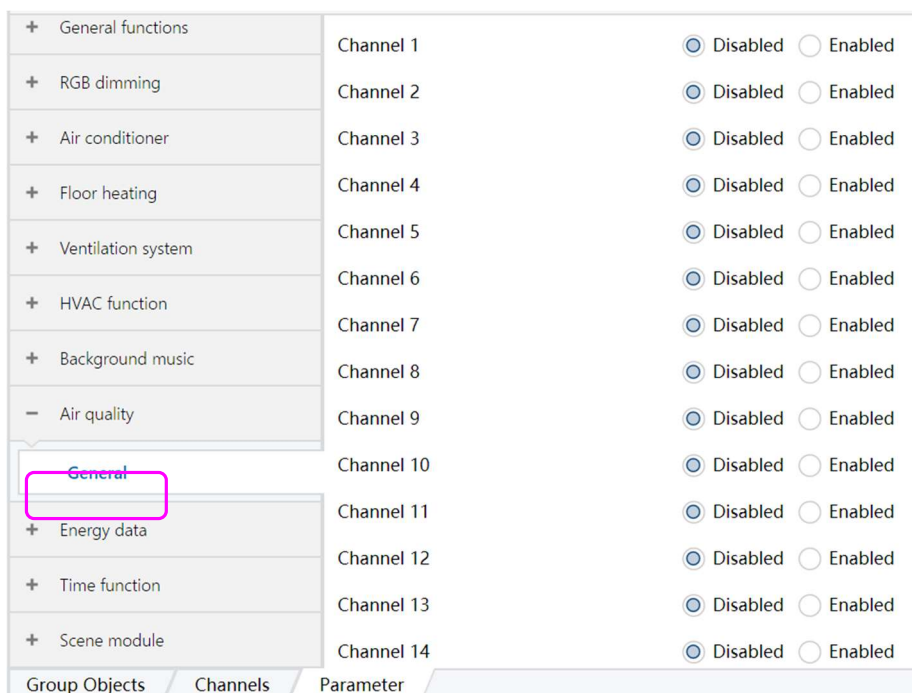 General functions
RGB dimming
Air conditioner
Floor heating
Ventilation system
HVAC function
Background music
Air quality
General
Energy data
Time function
Scene module
Channel 1 Disabled Enabled
Channel 2 Disabled Enabled
Channel 3 Disabled Enabled
Channel 4 Disabled Enabled
Channel 5 Disabled Enabled
Channel 6 Disabled Enabled
Channel 7 Disabled Enabled
Channel 8 Disabled Enabled
Channel 9 Disabled Enabled
Channel 10 Disabled Enabled
Channel 11 Disabled Enabled
Channel 12 Disabled Enabled
Channel 13 Disabled Enabled
Channel 14 Disabled Enabled
Group Objects Channels Parameter